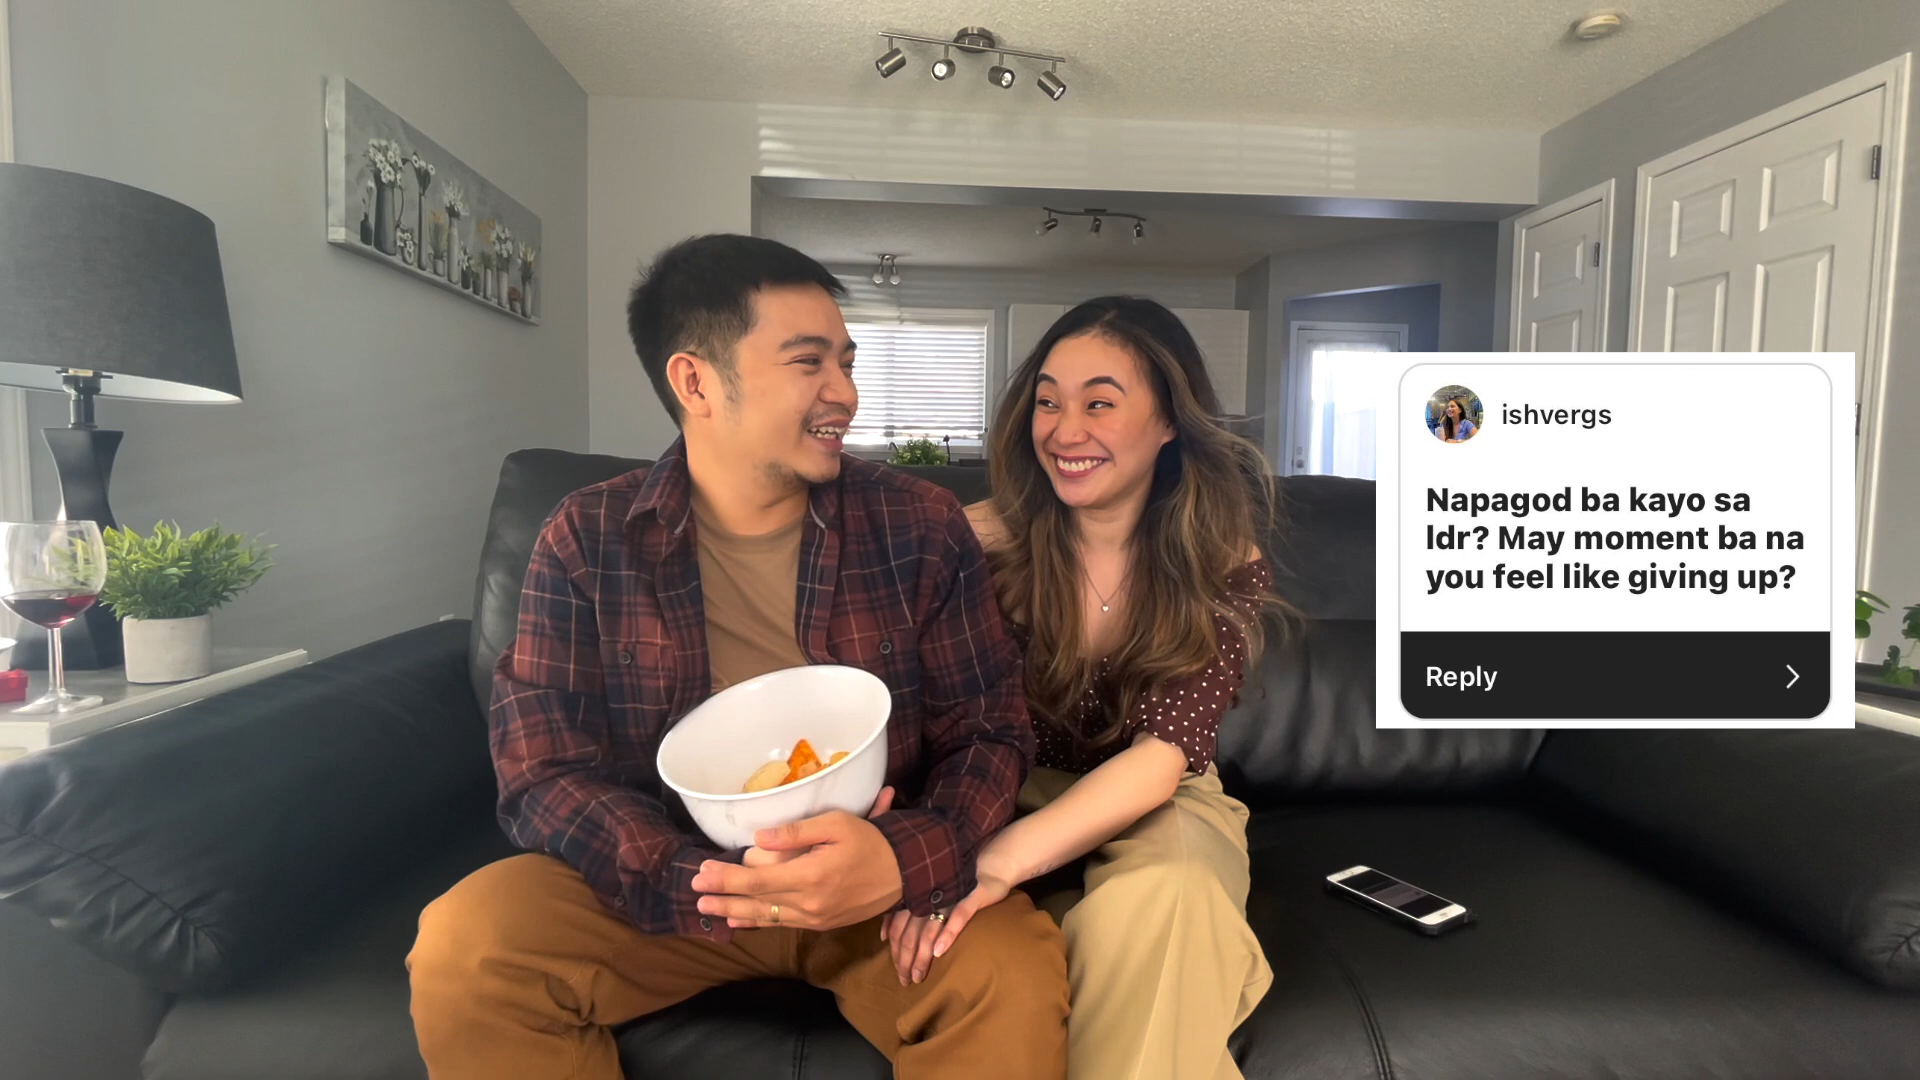 ishvergs
Napagod ba kayo sa
ldr? May moment ba na
you feel like giving up?
Reply